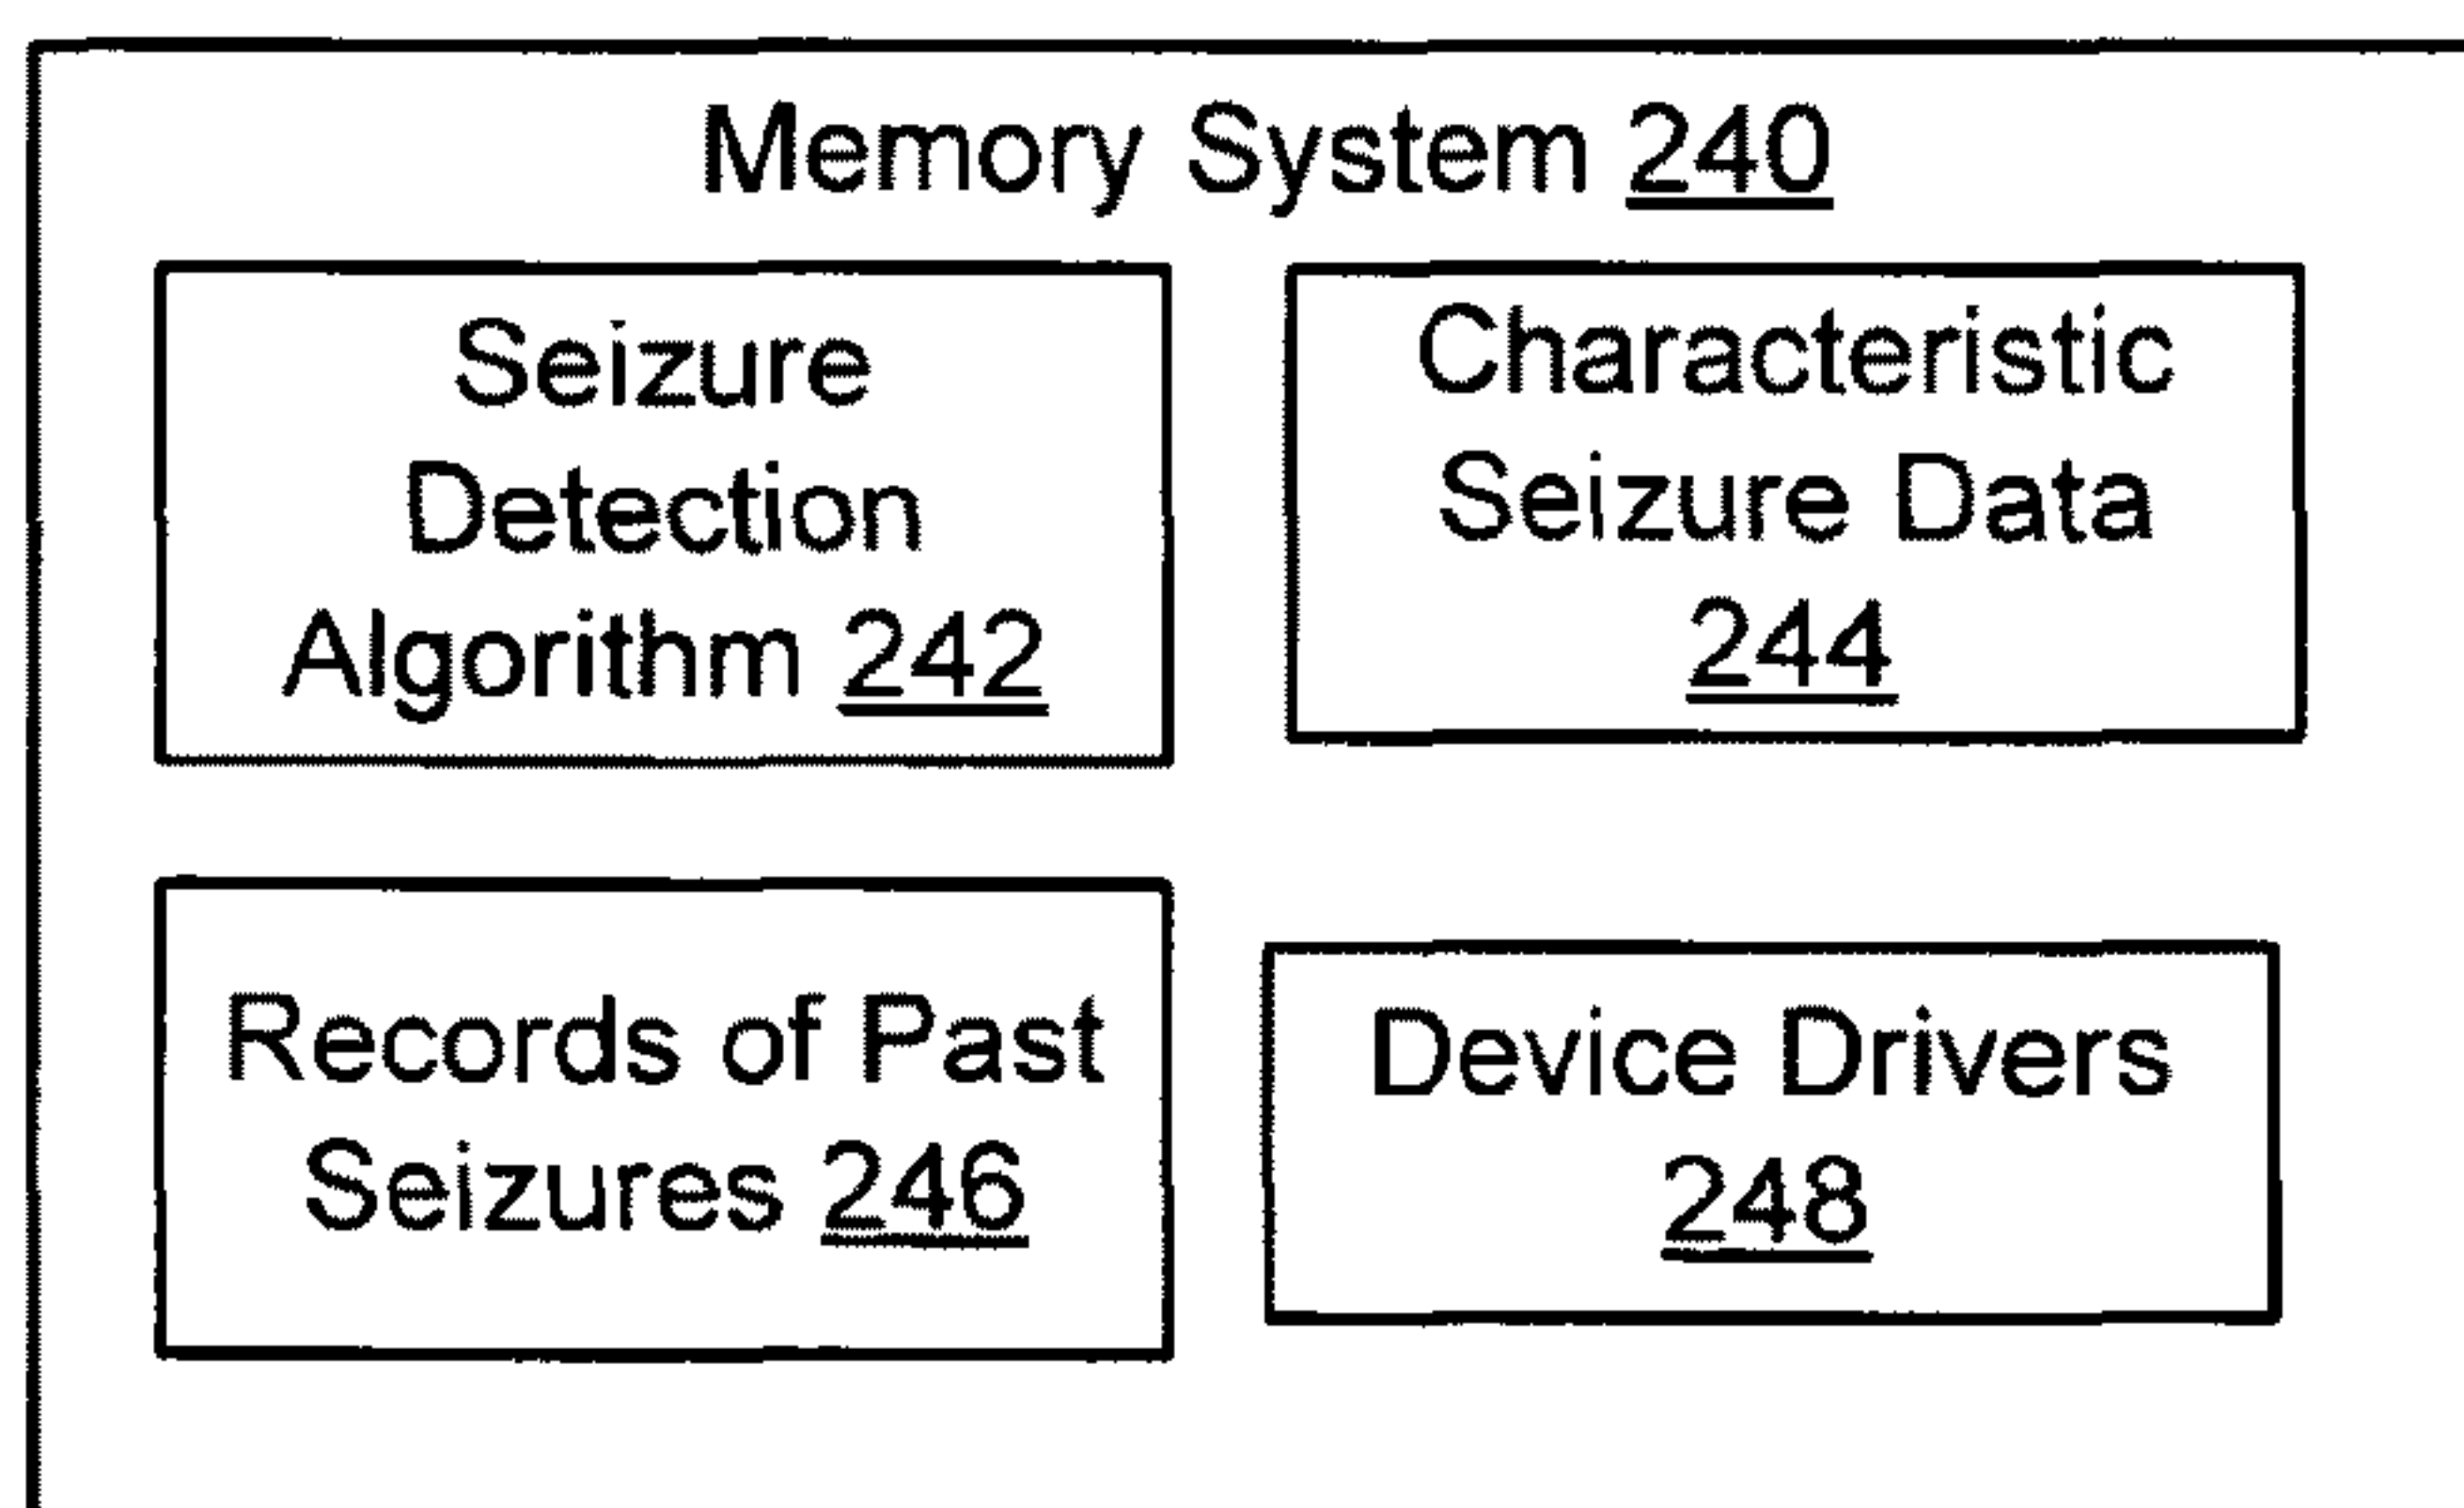 Memory System 240
Seizure
Detection
Algorithm 242
Characteristic
Seizure Data
244
Records of Past
Seizures 246
Device Drivers
248